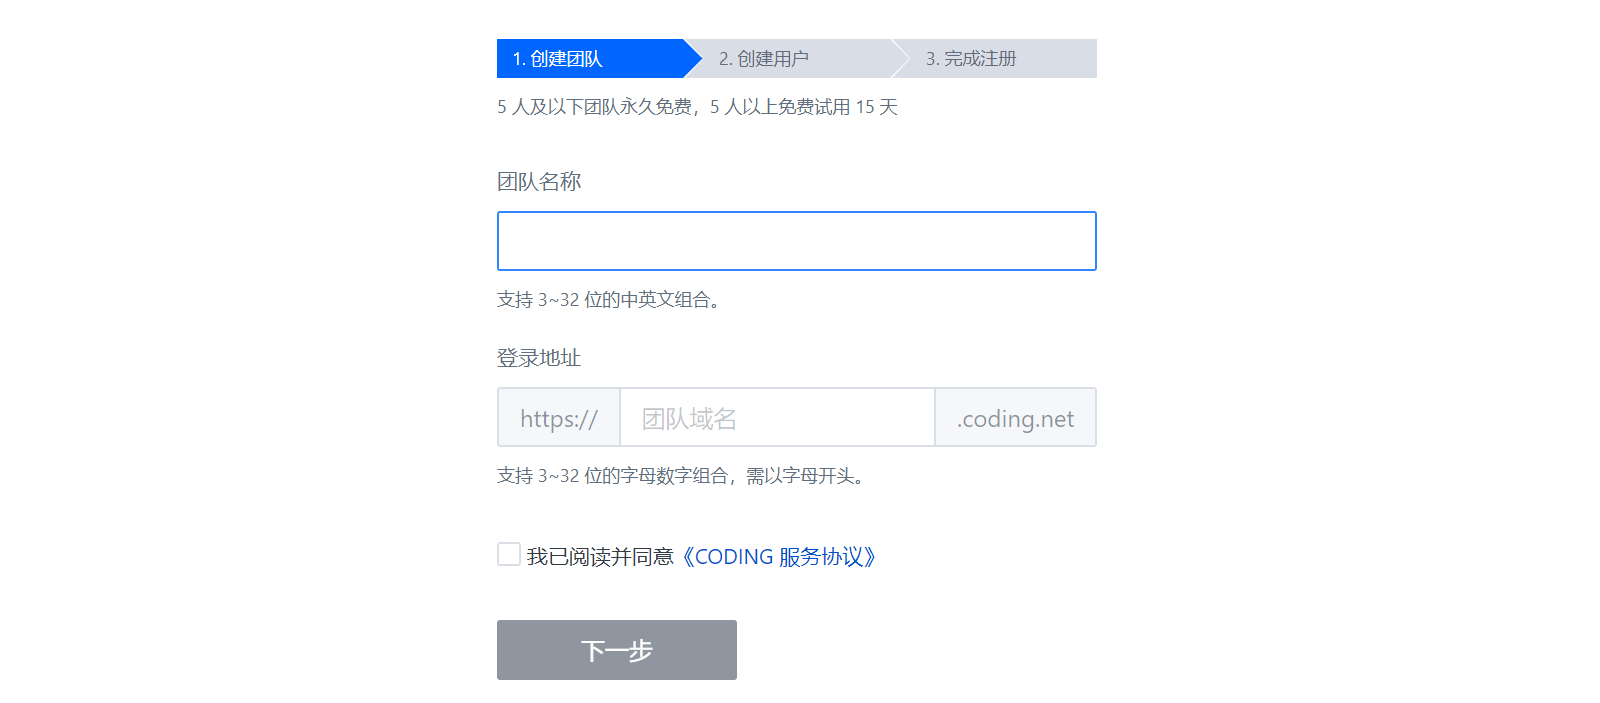 1. 创建团队 2. 创建用户 3. 完成注册
5 人及以下团队永久免费，5 人以上免费试用 15 天
团队名称
支持 3~32 位的中英文组合。
登录地址
https:// 团队域名 .coding.net
支持 3~32 位的字母数字组合，需以字母开头。
我已阅读并同意《CODING 服务协议》
下一步